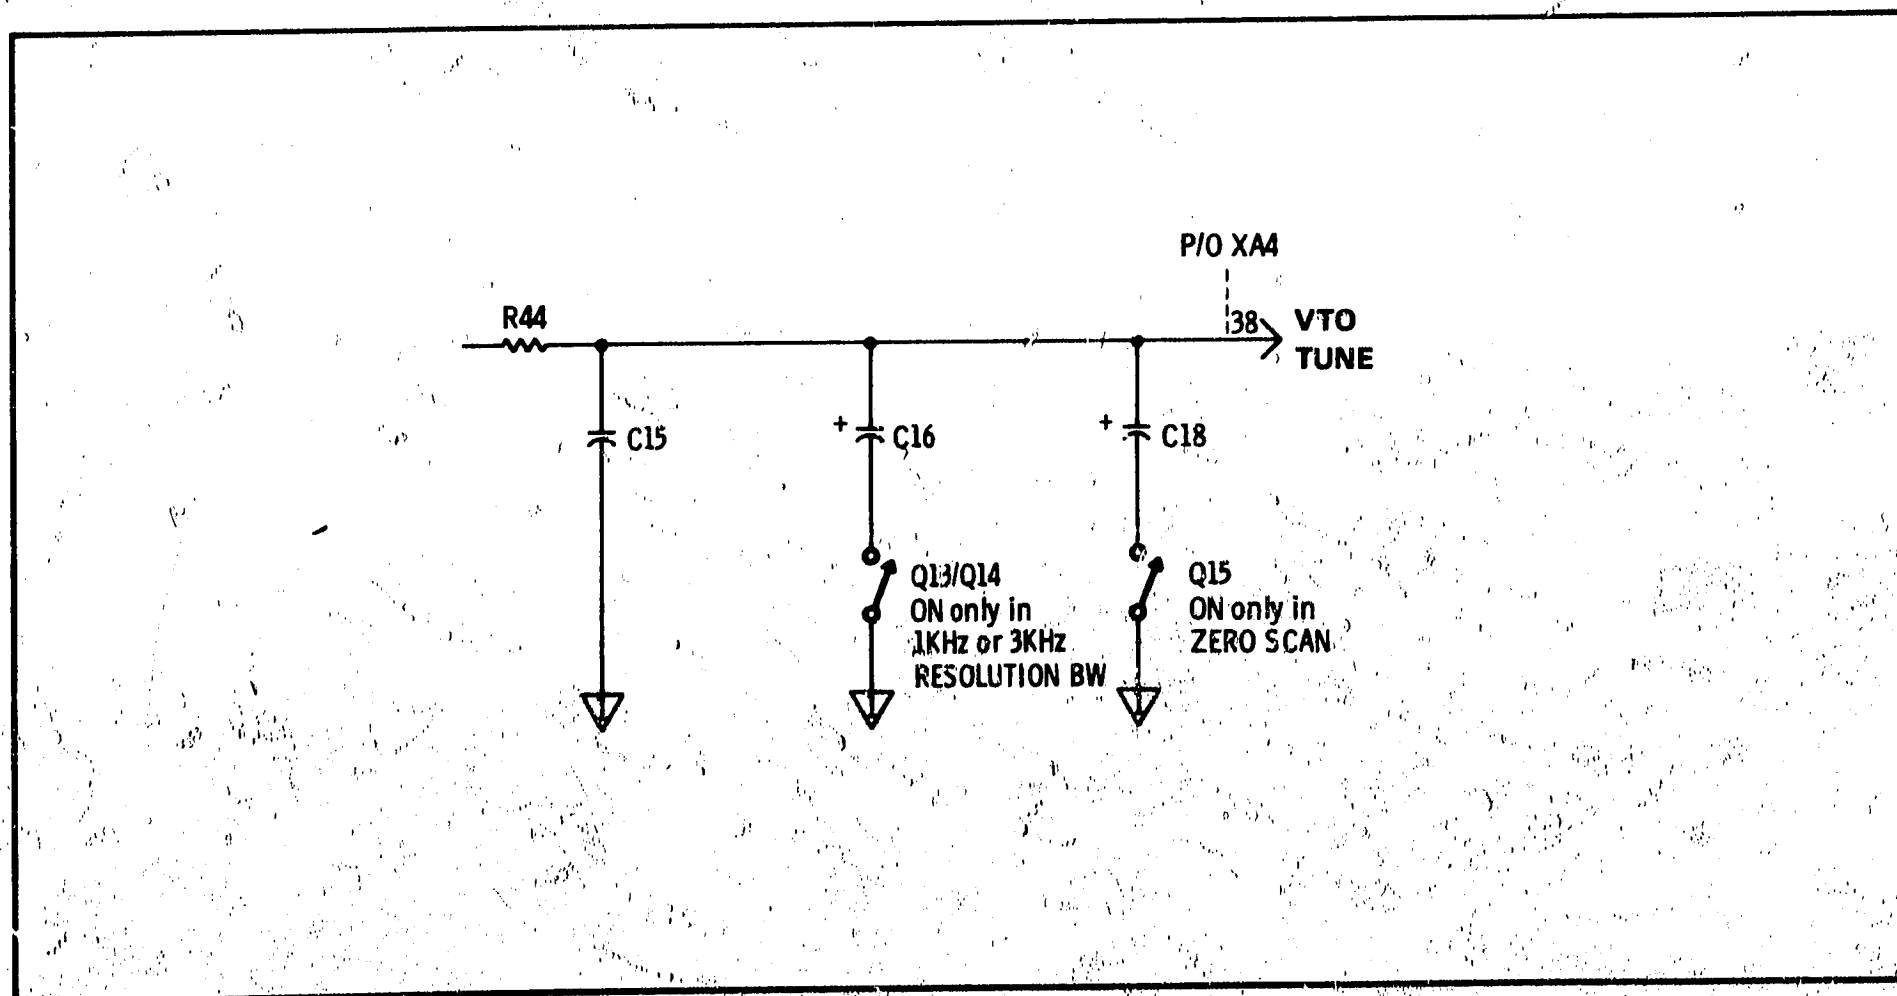 P/O XA4
R44
38
VTO
TUNE
+
C15
+
C16
C18
Q13/Q14
ON only in
1KHz or 3KHz
RESOLUTION BW
Q15
ON only in
ZERO SCAN